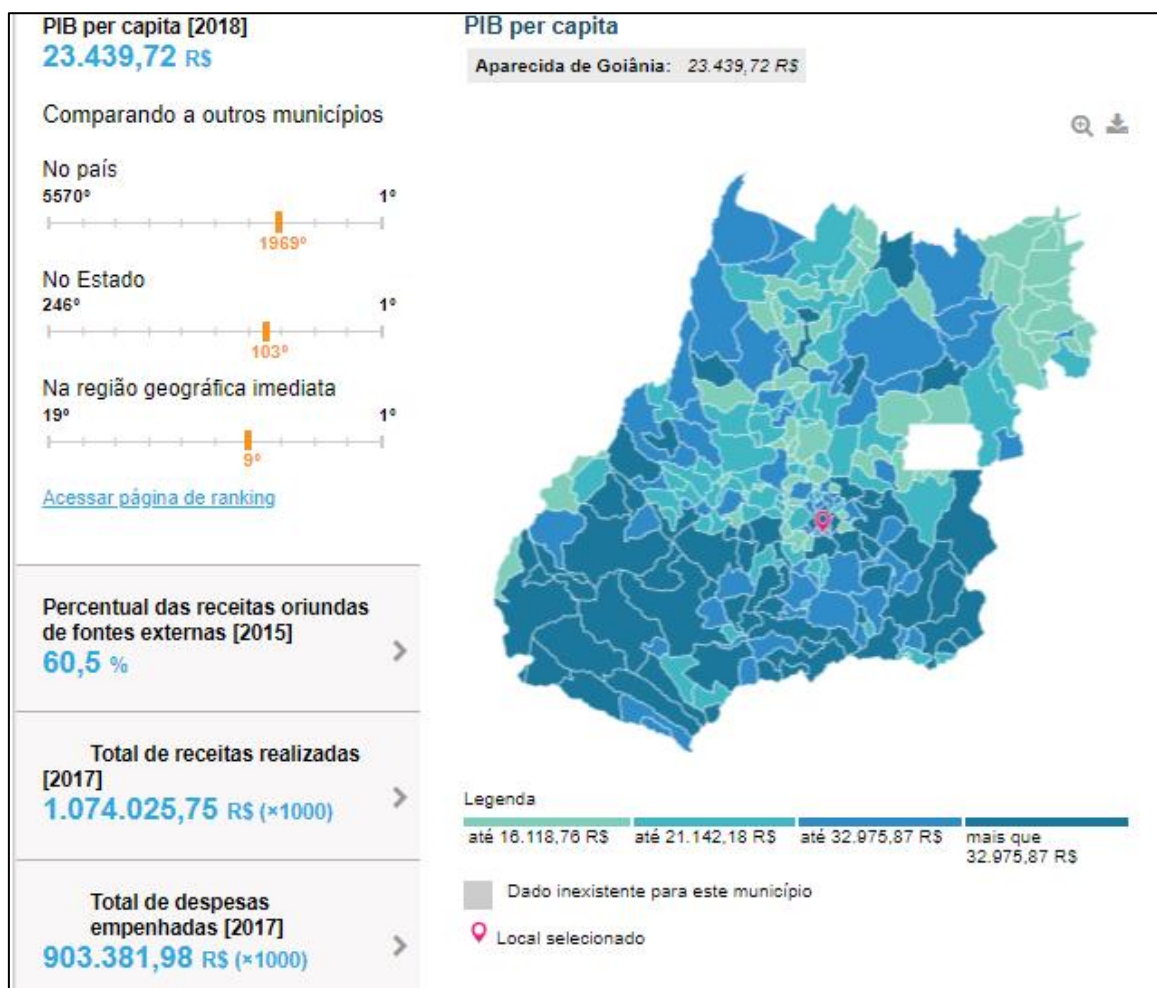 PIB per capita [2018]
23.439,72 R$
Comparando a outros municípios
No país
5570º 1º
1969º
No Estado
246º 1º
103º
Na região geográfica imediata
19º 1º
9º
Acessar página de ranking
Percentual das receitas oriundas
de fontes externas [2015]
60,5 %
Total de receitas realizadas
[2017]
1.074.025,75 R$ (×1000)
Total de despesas
empenhadas [2017]
903.381,98 R$ (×1000)
PIB per capita
Aparecida de Goiânia: 23.439,72 R$
Legenda
até 16.118,76 R$ até 21.142,18 R$ até 32.975,87 R$ mais que
32.975,87 R$
Dado inexistente para este município
Local selecionado